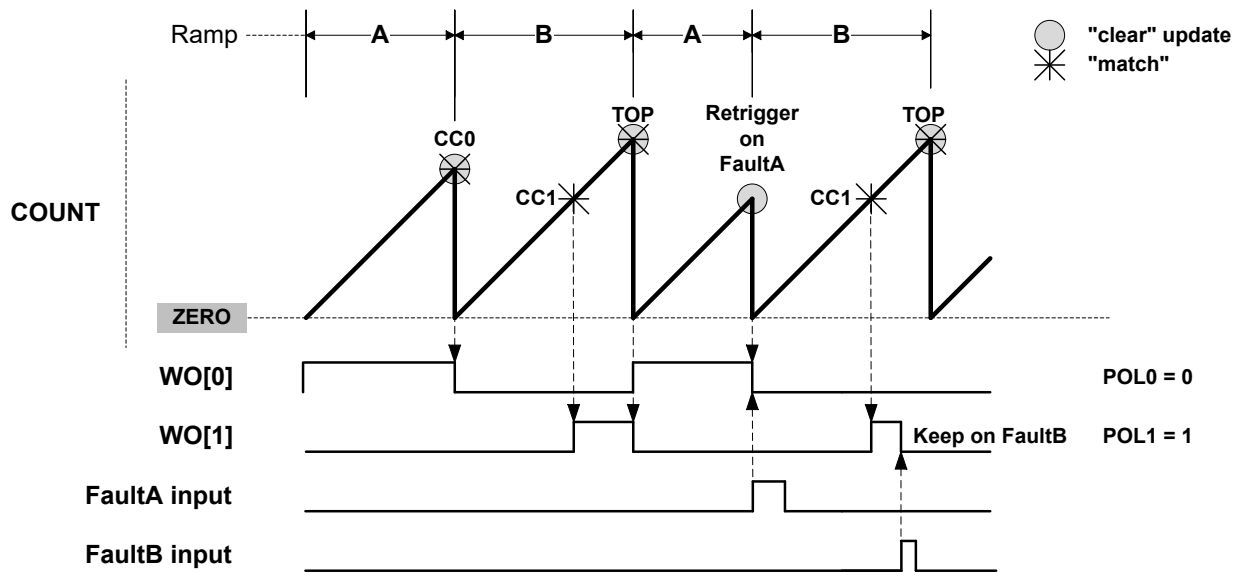 Ramp
A
B
A
B
"clear" update
"match"
TOP
Retrigger
on
FaultA
TOP
CC0
CC1
CC1
COUNT
ZERO
WO[0]
POL0 = 0
WO[1]
Keep on FaultB
POL1 = 1
FaultA input
FaultB input